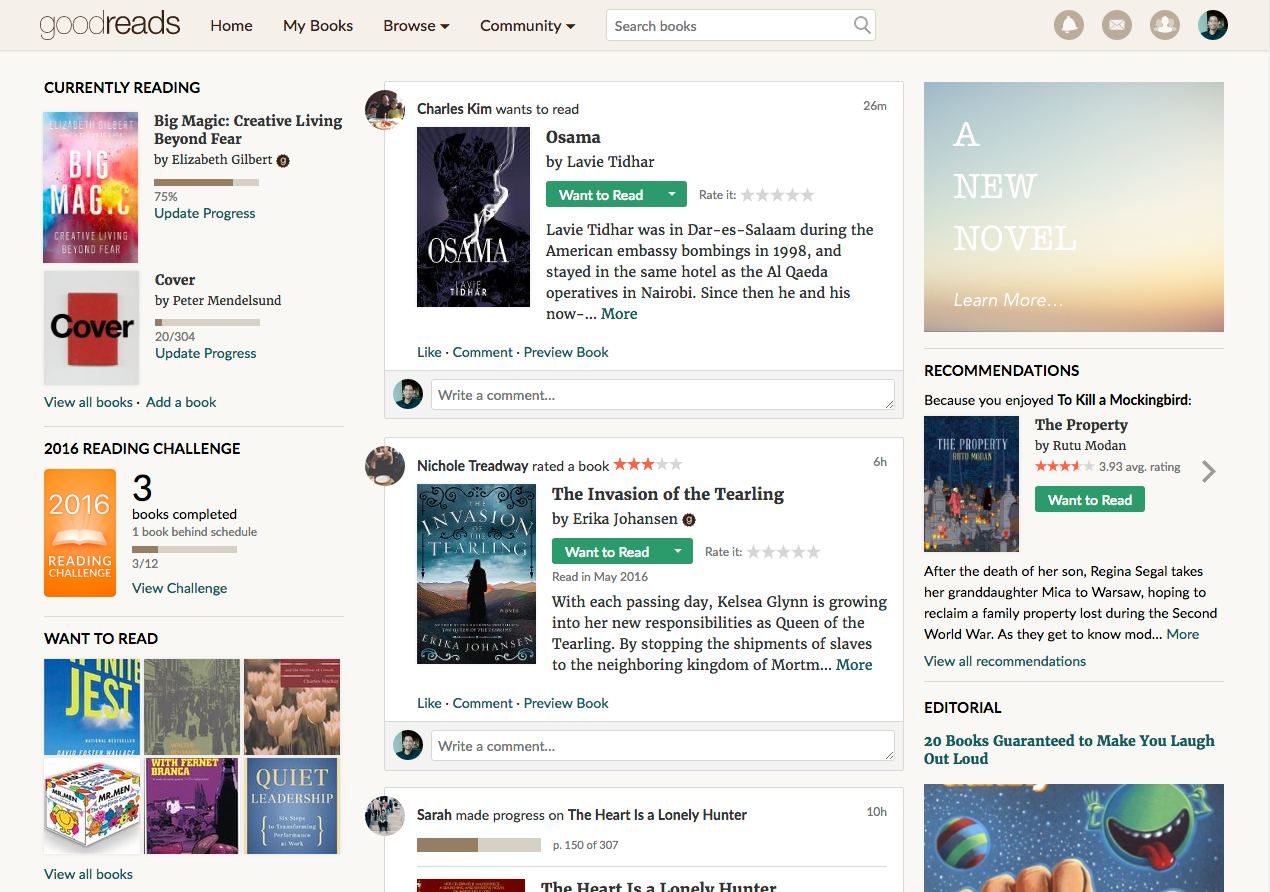 goodreads
Home
My Books
Browse
Community
Search books
CURRENTLY READING
ELIZABETH GILBERT
BIG
MAGIC
CREATIVE LIVING
BEYOND FEAR
Big Magic: Creative Living
Beyond Fear
by Elizabeth Gilbert
75%
Update Progress
Cover
Cover
by Peter Mendelsund
20/304
Update Progress
View all books · Add a book
2016 READING CHALLENGE
2016
READING
CHALLENGE
3
books completed
1 book behind schedule
3/12
View Challenge
WANT TO READ
JEST
NATIONAL BESTSELLER
DAVID FOSTER WALLACE
MR.MEN
MR.MEN
WITH FERNET
BRANCA
QUIET
LEADERSHIP
Six Steps
to Transforming
Performance
at Work
View all books
Charles Kim wants to read
26m
OSAMA
LAVIE
TIDHAR
Osama
by Lavie Tidhar
Want to Read
Rate it:
Lavie Tidhar was in Dar-es-Salaam during the
American embassy bombings in 1998, and
stayed in the same hotel as the Al Qaeda
operatives in Nairobi. Since then he and his
now-... More
Like · Comment · Preview Book
Write a comment...
Nichole Treadway rated a book
6h
THE
INVASION
OF THE
TEARLING
A
NOVEL
ERIKA JOHANSEN
The Invasion of the Tearling
by Erika Johansen
Want to Read
Rate it:
Read in May 2016
With each passing day, Kelsea Glynn is growing
into her new responsibilities as Queen of the
Tearling. By stopping the shipments of slaves
to the neighboring kingdom of Mortm... More
Like · Comment · Preview Book
Write a comment...
Sarah made progress on The Heart Is a Lonely Hunter
10h
p. 150 of 307
The Heart Is a Lonely Hunter
A
NEW
NOVEL
Learn More...
RECOMMENDATIONS
Because you enjoyed To Kill a Mockingbird:
THE PROPERTY
RUTU MODAN
The Property
by Rutu Modan
3.93 avg. rating
Want to Read
After the death of her son, Regina Segal takes
her granddaughter Mica to Warsaw, hoping to
reclaim a family property lost during the Second
World War. As they get to know mod... More
View all recommendations
EDITORIAL
20 Books Guaranteed to Make You Laugh
Out Loud